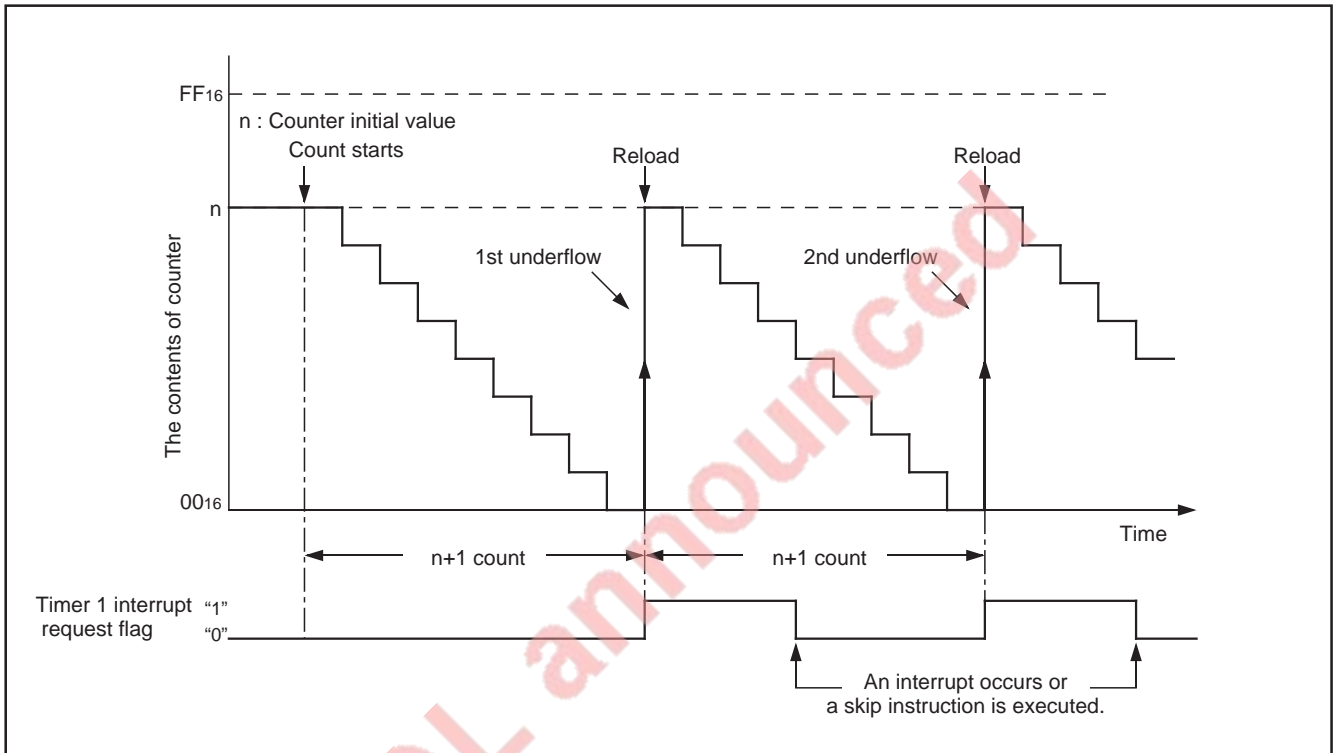 FF16
n : Counter initial value
Count starts
Reload
Reload
n
The contents of counter
1st underflow
2nd underflow
0016
Time
n+1 count
n+1 count
Timer 1 interrupt
request flag
“1”
“0”
An interrupt occurs or
a skip instruction is executed.
L announced